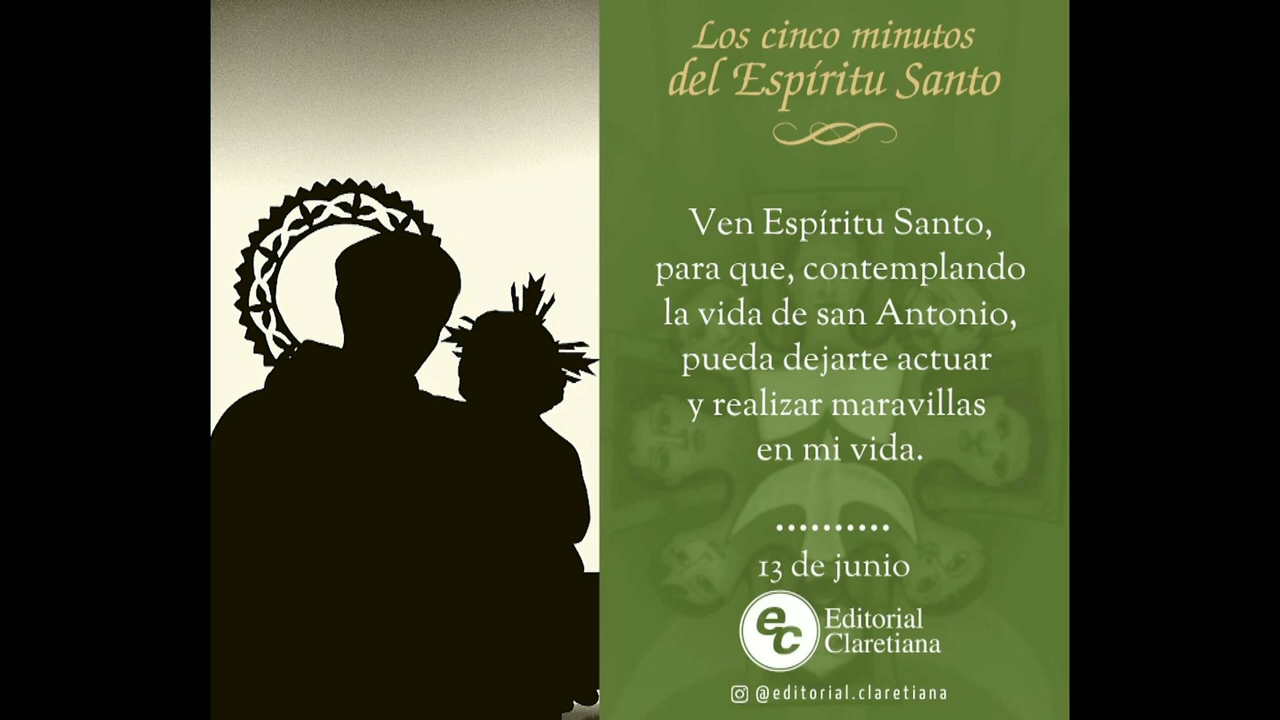 Los cinco minutos
del Espíritu Santo
Ven Espíritu Santo,
para que, contemplando
la vida de san Antonio,
pueda dejarte actuar
y realizar maravillas
en mi vida.
..........
13 de junio
ec
Editorial
Claretiana
@editorial.claretiana